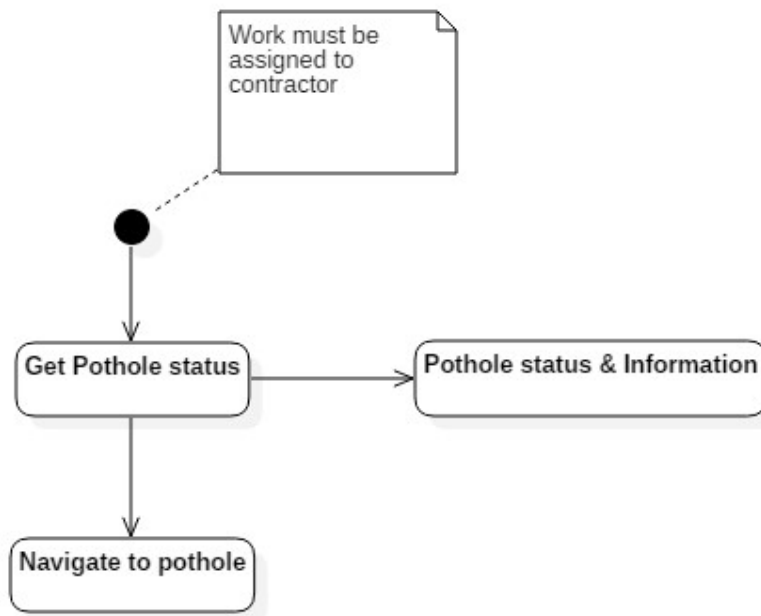 Work must be
assigned to
contractor
Get Pothole status
Pothole status & Information
Navigate to pothole